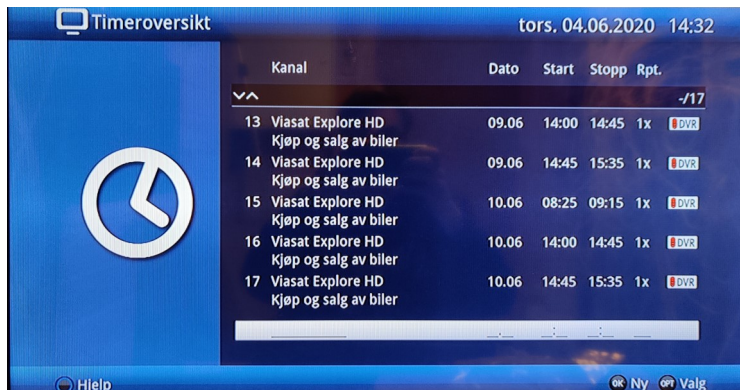 Timeroversikt tors. 04.06.2020 14:32
Kanal Dato Start Stopp Rpt.
-/17
13 Viasat Explore HD 09.06 14:00 14:45 1x DVR
Kjøp og salg av biler
14 Viasat Explore HD 09.06 14:45 15:35 1x DVR
Kjøp og salg av biler
15 Viasat Explore HD 10.06 08:25 09:15 1x DVR
Kjøp og salg av biler
16 Viasat Explore HD 10.06 14:00 14:45 1x DVR
Kjøp og salg av biler
17 Viasat Explore HD 10.06 14:45 15:35 1x DVR
Kjøp og salg av biler
Hjelp OK Ny OPT Valg